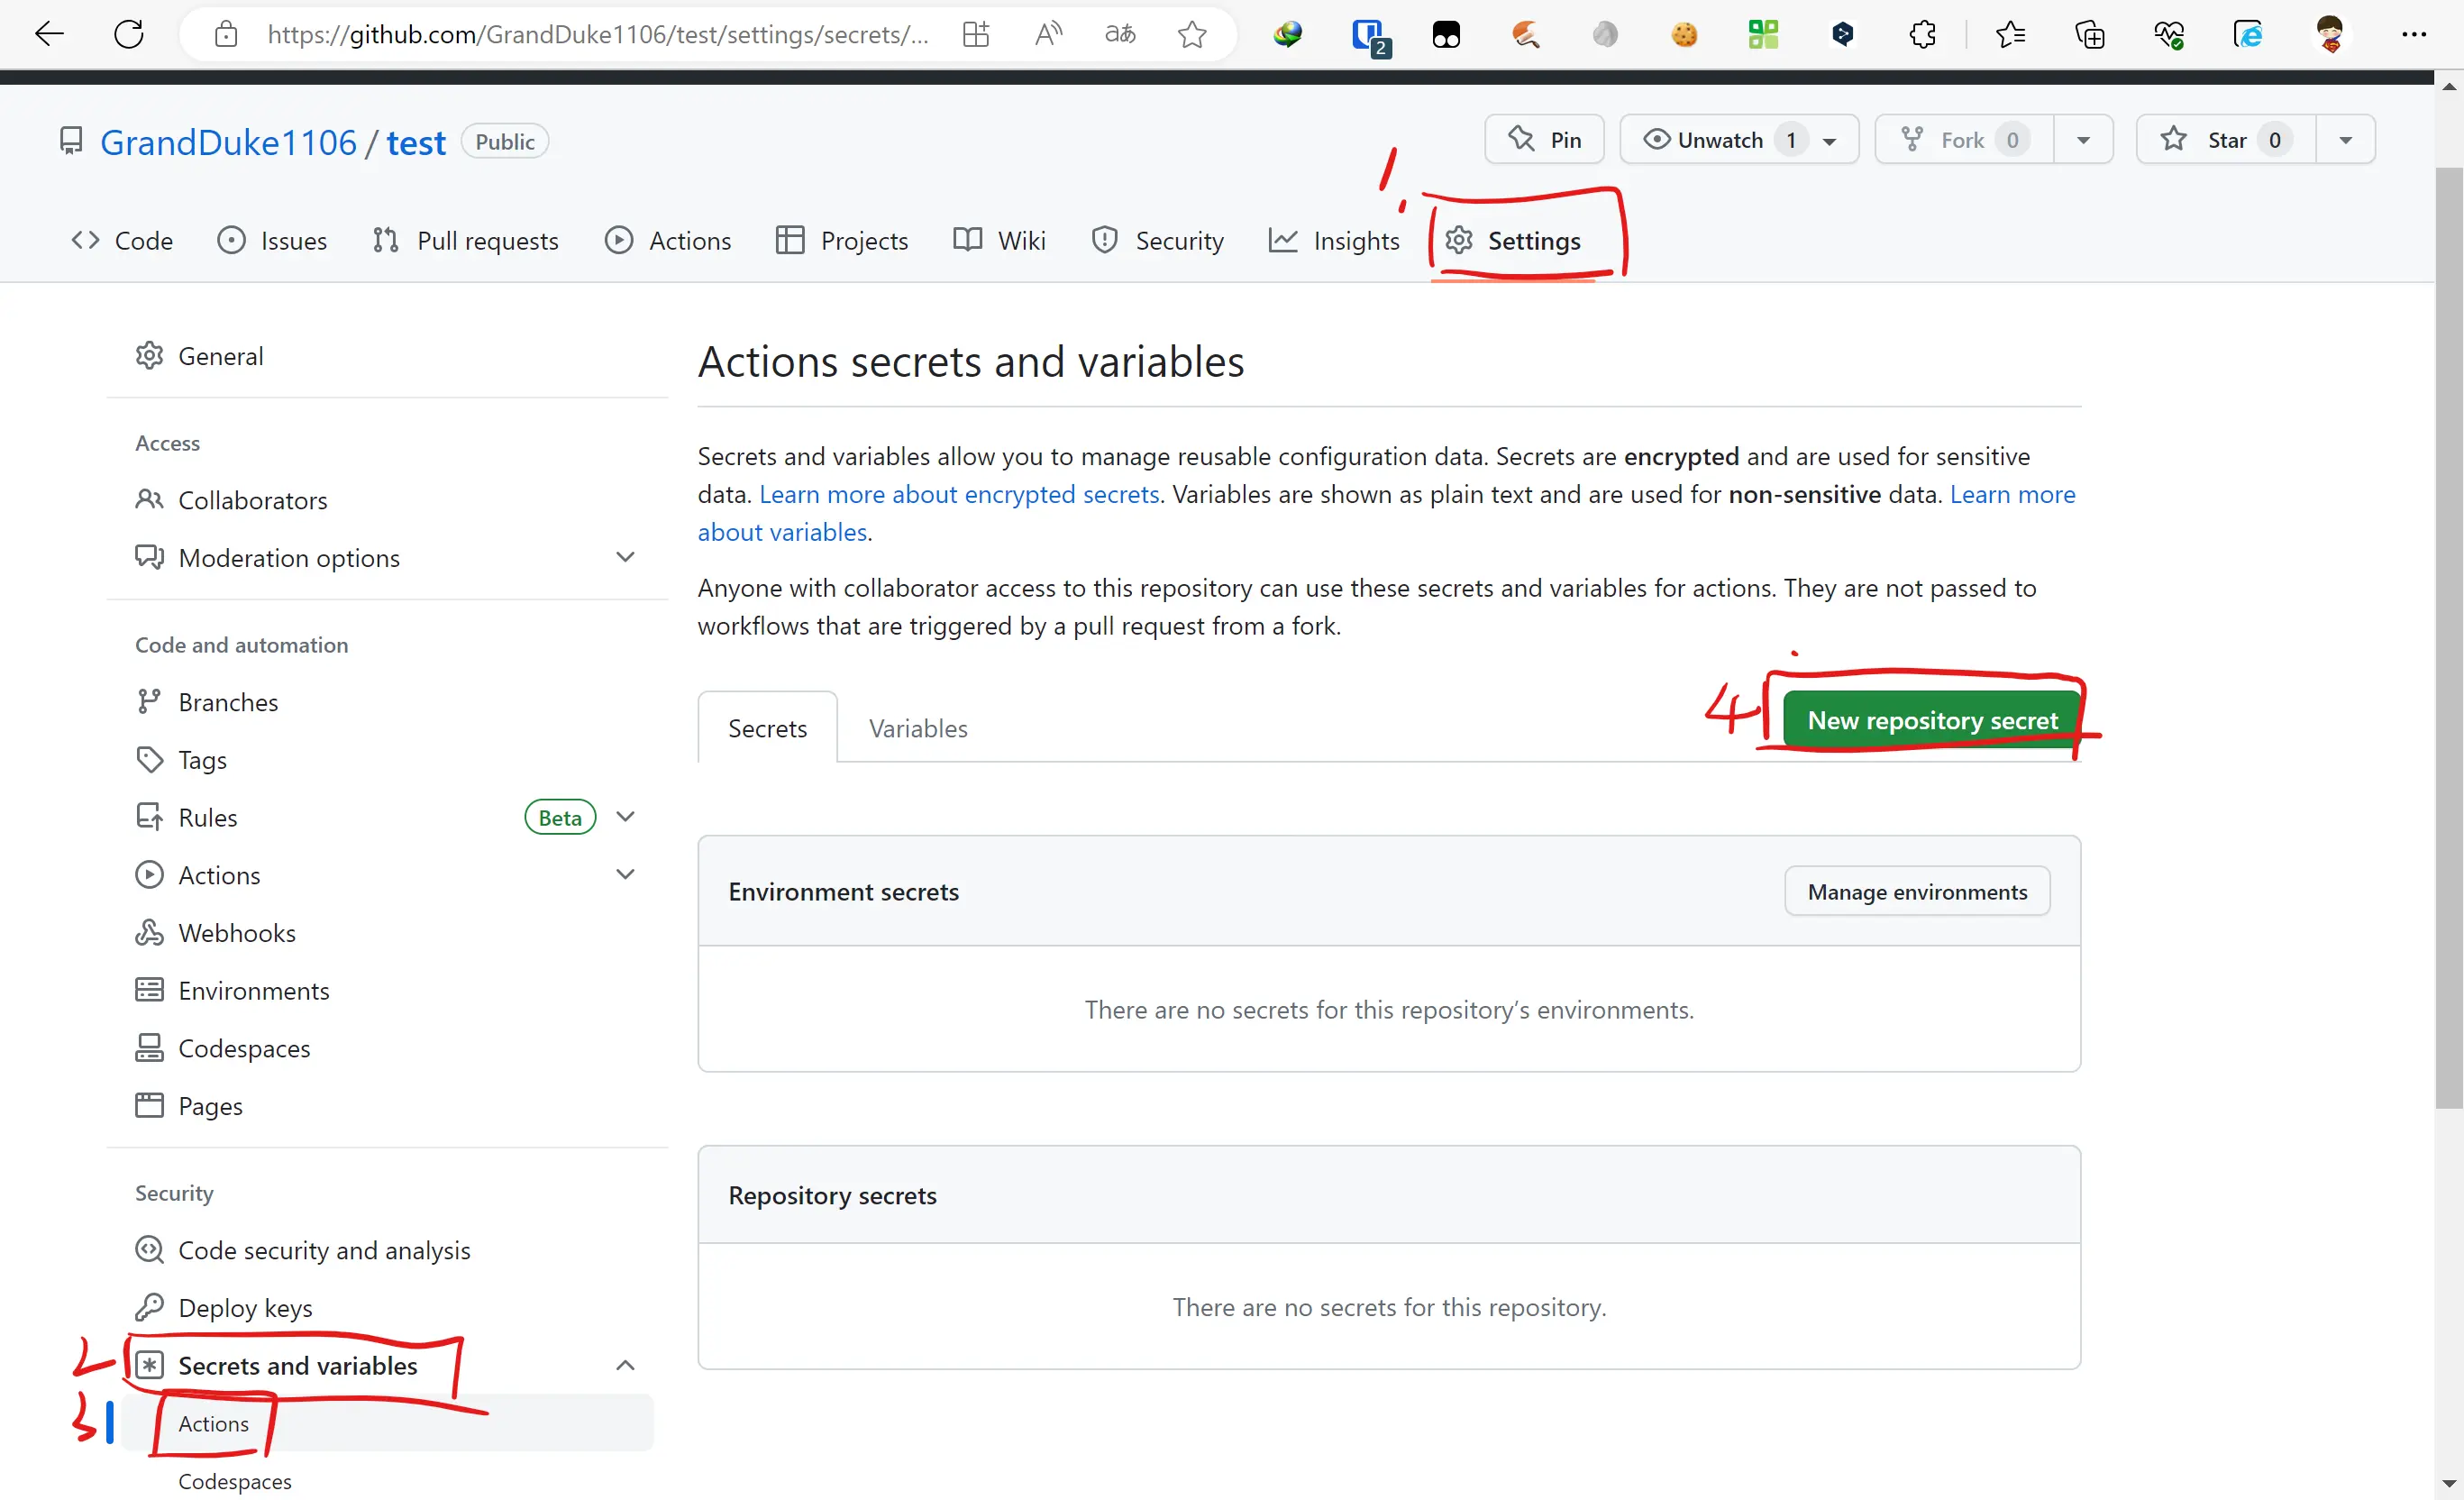 https://github.com/GrandDuke1106/test/settings/secrets/...
2
GrandDuke1106 / test Public
Pin Unwatch 1 Fork 0 Star 0
1.
Code Issues Pull requests Actions Projects Wiki Security Insights Settings
General
Access
Collaborators
Moderation options
Code and automation
Branches
Tags
Rules Beta
Actions
Webhooks
Environments
Codespaces
Pages
Security
Code security and analysis
Deploy keys
2 Secrets and variables
3 Actions
Codespaces
Actions secrets and variables
Secrets and variables allow you to manage reusable configuration data. Secrets are encrypted and are used for sensitive
data. Learn more about encrypted secrets. Variables are shown as plain text and are used for non-sensitive data. Learn more
about variables.
Anyone with collaborator access to this repository can use these secrets and variables for actions. They are not passed to
workflows that are triggered by a pull request from a fork.
Secrets Variables 4 New repository secret
Environment secrets Manage environments
There are no secrets for this repository’s environments.
Repository secrets
There are no secrets for this repository.